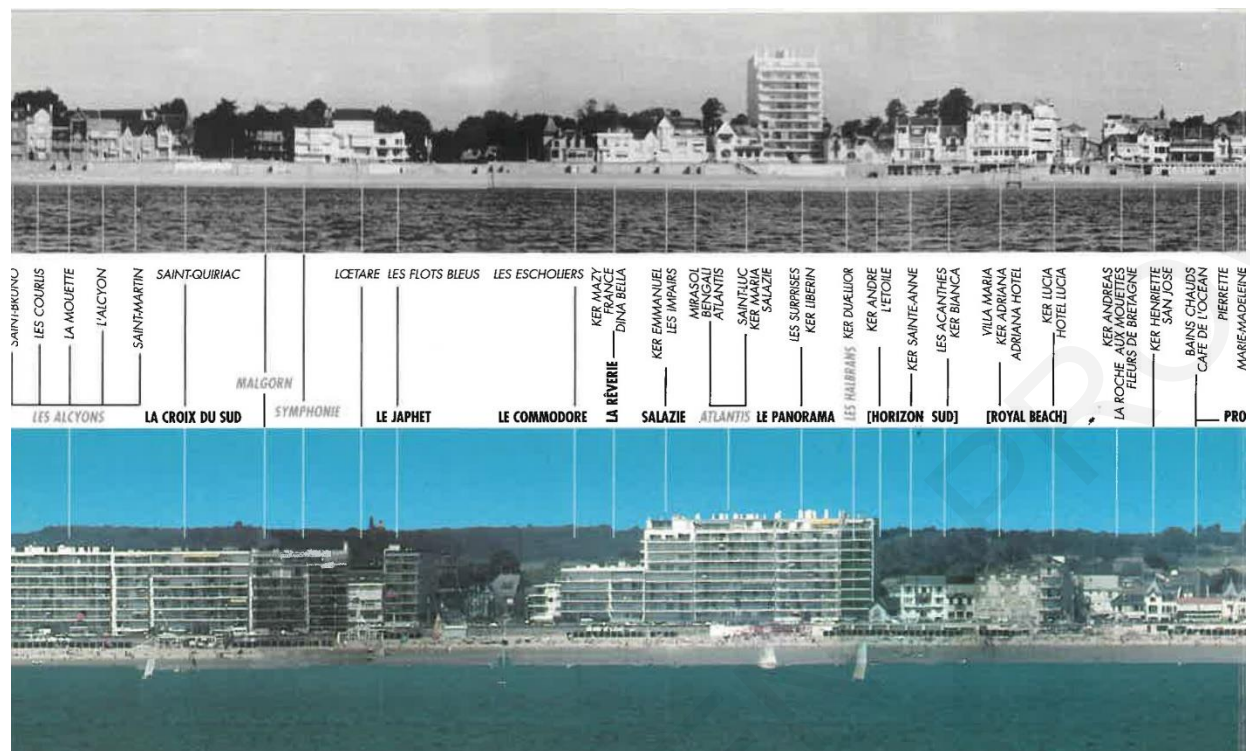 SAINT-BRUNO
LES COURLIS
LA MOUETTE
L'ALCYON
SAINT-MARTIN
SAINT-QUIRIAC
LŒTARE
LES FLOTS BLEUS
LES ESCHOLIERS
KER MAZY
FRANCE
DINA BELLA
KER EMMANUEL
LES IMPAIRS
MIRASOL
BENGALI
ATLANTIS
SAINT-LUC
KER MARIA
SALAZIE
LES SURPRISES
KER LIBERIN
KER DUÆLLIOR
KER ANDRE
L'ETOILE
KER SAINTE-ANNE
LES ACANTHES
KER BIANCA
VILLA MARIA
KER ADRIANA
ADRIANA HOTEL
KER LUCIA
HOTEL LUCIA
KER ANDREAS
LA ROCHE AUX MOUETTES
FLEURS DE BRETAGNE
KER HENRIETTE
SAN JOSE
BAINS CHAUDS
CAFE DE L'OCEAN
PIERRETTE
MARIE-MADELEINE
LES ALCYONS
LA CROIX DU SUD
MALGORN
SYMPHONIE
LE JAPHET
LE COMMODORE
LA RÊVERIE
SALAZIE
ATLANTIS
LE PANORAMA
LES HALBRANS
[HORIZON SUD]
[ROYAL BEACH]
PRO